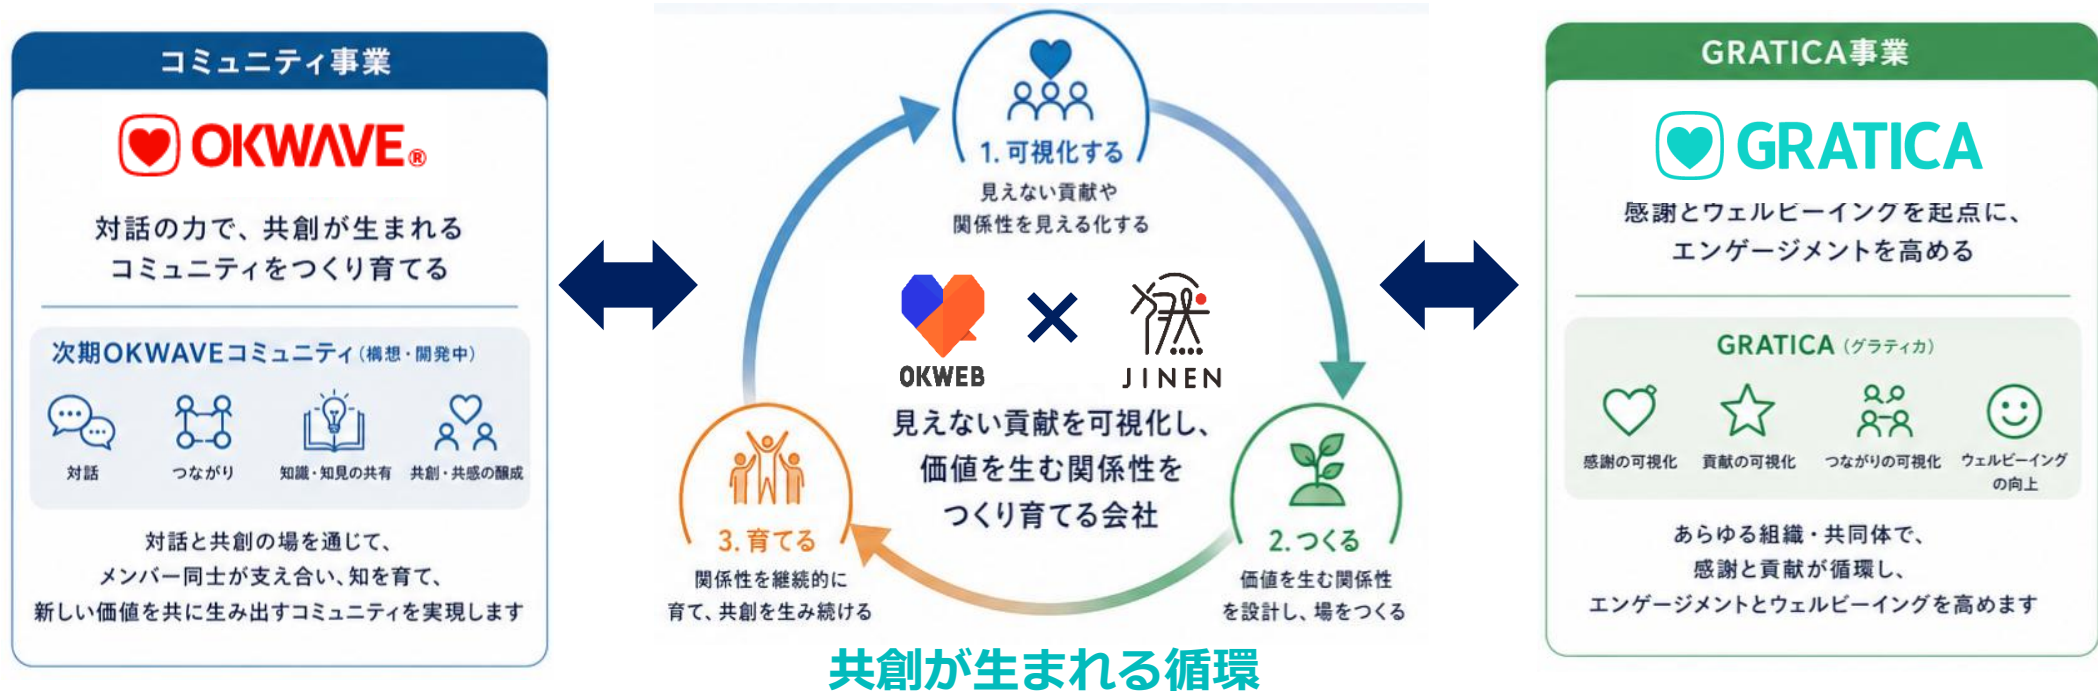 コミュニティ事業
OKWAVE®
対話の力で、共創が生まれる
コミュニティをつくり育てる
次期OKWAVEコミュニティ(構想・開発中)
対話
つながり
知識・知見の共有
共創・共感の醸成
対話と共創の場を通じて、
メンバー同士が支え合い、知を育て、
新しい価値を共に生み出すコミュニティを実現します
1. 可視化する
見えない貢献や
関係性を見える化する
OKWEB
×
JINEN
見えない貢献を可視化し、
価値を生む関係性を
つくり育てる会社
2. つくる
価値を生む関係性
を設計し、場をつくる
3. 育てる
関係性を継続的に
育て、共創を生み続ける
共創が生まれる循環
GRATICA事業
GRATICA
感謝とウェルビーイングを起点に、
エンゲージメントを高める
GRATICA(グラティカ)
感謝の可視化
貢献の可視化
つながりの可視化
ウェルビーイング
の向上
あらゆる組織・共同体で、
感謝と貢献が循環し、
エンゲージメントとウェルビーイングを高めます